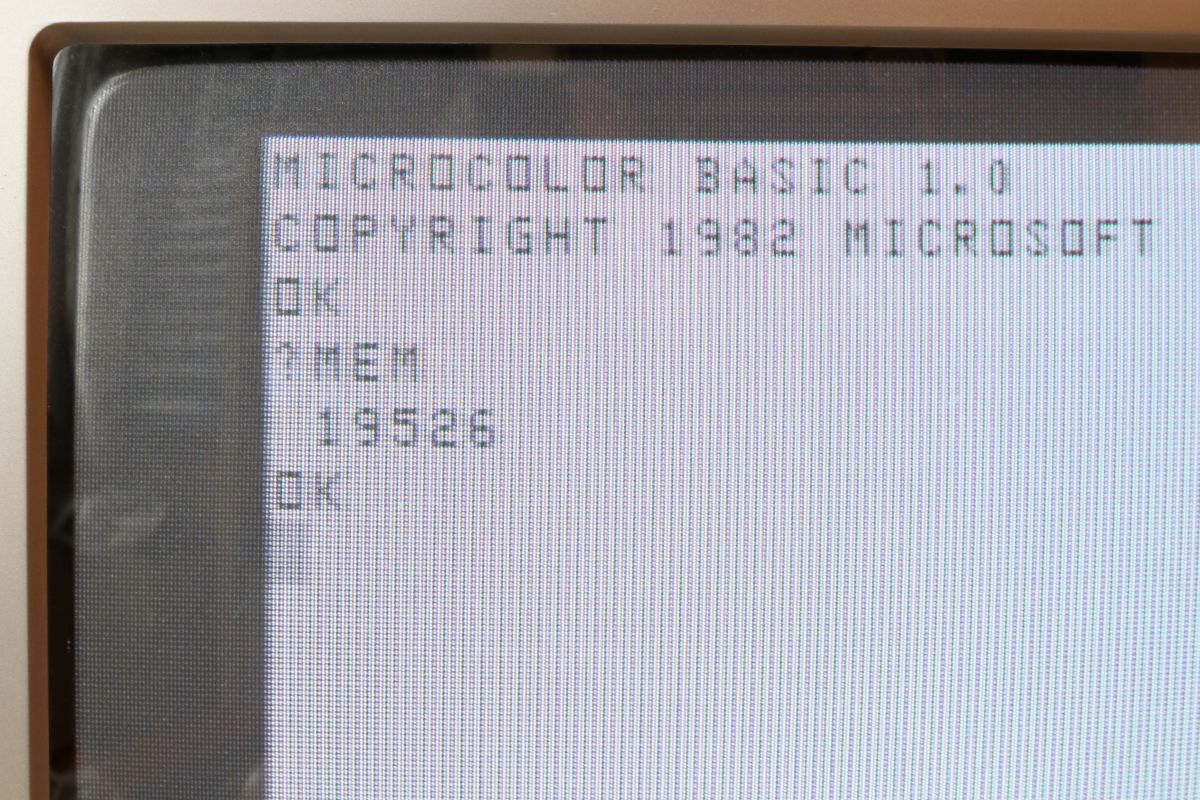 MICROCOLOR BASIC 1.0
COPYRIGHT 1982 MICROSOFT
OK
?MEM
 19526
OK